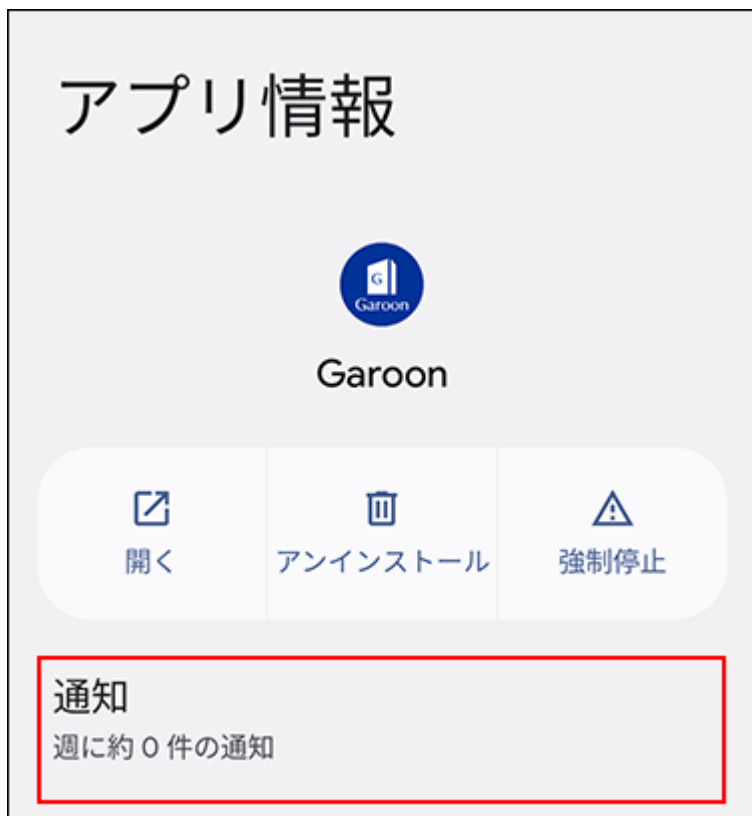 アプリ情報
G
Garoon
Garoon
開く
アンインストール
強制停止
通知
週に約 0 件の通知